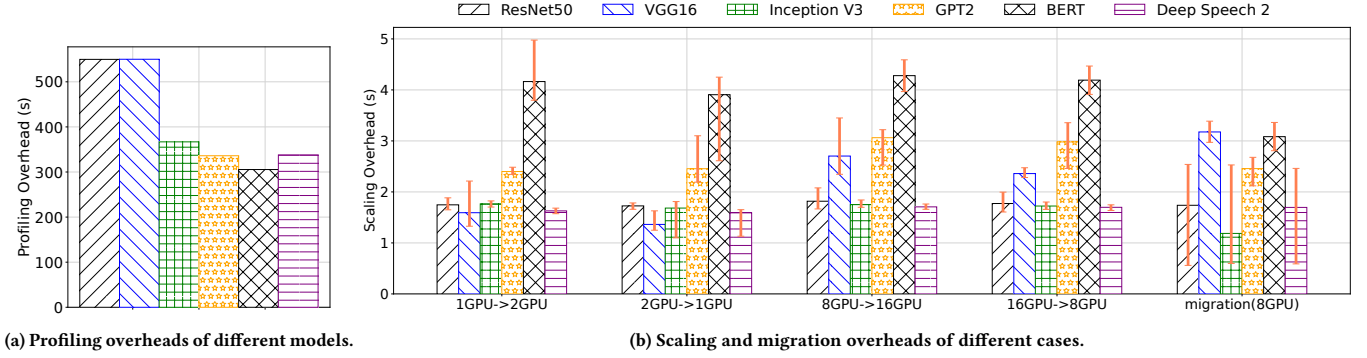 ResNet50 VGG16 Inception V3 GPT2 BERT Deep Speech 2
Profiling Overhead (s)
500
400
300
200
100
0
(a) Profiling overheads of different models.
Scaling Overhead (s)
5
4
3
2
1
0
1GPU->2GPU 2GPU->1GPU 8GPU->16GPU 16GPU->8GPU migration(8GPU)
(b) Scaling and migration overheads of different cases.